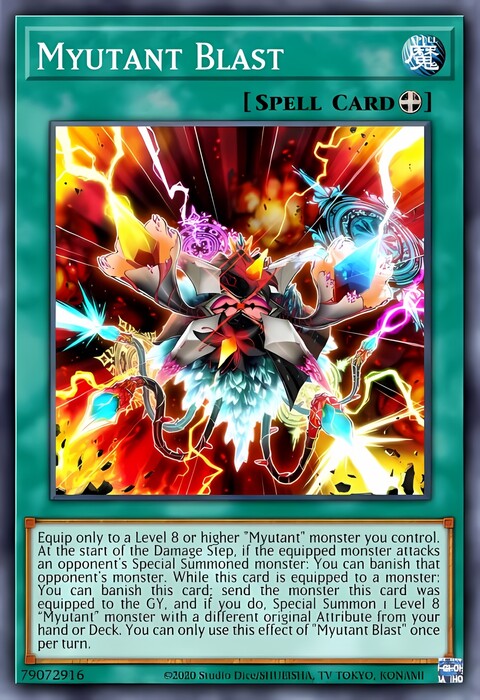 MYUTANT BLAST
[SPELL CARD]
Equip only to a Level 8 or higher "Myutant" monster you control.
At the start of the Damage Step, if the equipped monster attacks
an opponent's Special Summoned monster: You can banish that
opponent's monster. While this card is equipped to a monster:
You can banish this card; send the monster this card was
equipped to the GY, and if you do, Special Summon 1 Level 8
"Myutant" monster with a different original Attribute from your
hand or Deck. You can only use this effect of "Myutant Blast" once
per turn.
79072916
©2020 Studio Dice/SHUEISHA, TV TOKYO, KONAMI